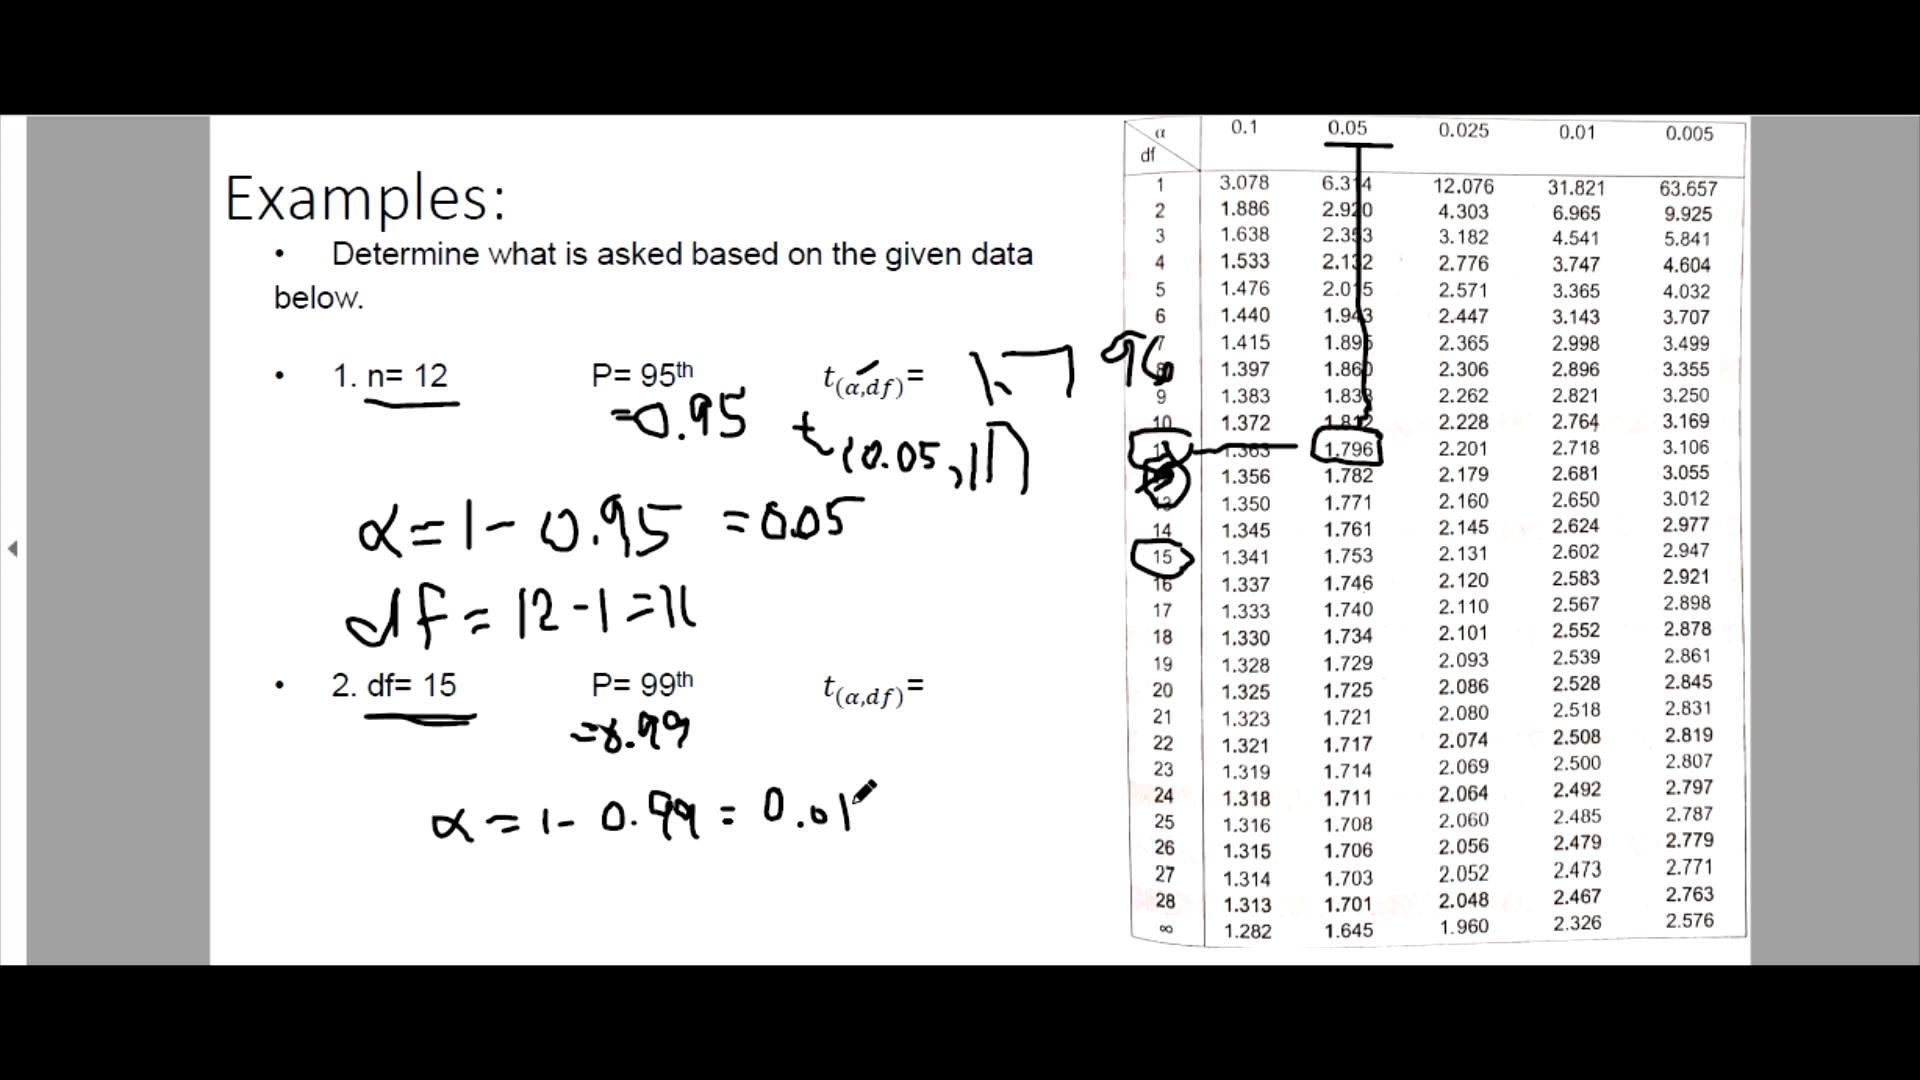 Examples:
• Determine what is asked based on the given data
below.
• 1. n= 12 P= 95th t(α,df)= 1.796
=0.95 t(0.05,11)
α=1-0.95 =0.05
df=12-1=11
• 2. df= 15 P= 99th t(α,df)=
=0.99
α=1-0.99=0.01
α 0.1 0.05 0.025 0.01 0.005
df
1 3.078 6.314 12.076 31.821 63.657
2 1.886 2.920 4.303 6.965 9.925
3 1.638 2.353 3.182 4.541 5.841
4 1.533 2.132 2.776 3.747 4.604
5 1.476 2.015 2.571 3.365 4.032
6 1.440 1.943 2.447 3.143 3.707
7 1.415 1.895 2.365 2.998 3.499
8 1.397 1.860 2.306 2.896 3.355
9 1.383 1.833 2.262 2.821 3.250
10 1.372 1.812 2.228 2.764 3.169
11 1.363 1.796 2.201 2.718 3.106
1.356 1.782 2.179 2.681 3.055
13 1.350 1.771 2.160 2.650 3.012
14 1.345 1.761 2.145 2.624 2.977
15 1.341 1.753 2.131 2.602 2.947
16 1.337 1.746 2.120 2.583 2.921
17 1.333 1.740 2.110 2.567 2.898
18 1.330 1.734 2.101 2.552 2.878
19 1.328 1.729 2.093 2.539 2.861
20 1.325 1.725 2.086 2.528 2.845
21 1.323 1.721 2.080 2.518 2.831
22 1.321 1.717 2.074 2.508 2.819
23 1.319 1.714 2.069 2.500 2.807
24 1.318 1.711 2.064 2.492 2.797
25 1.316 1.708 2.060 2.485 2.787
26 1.315 1.706 2.056 2.479 2.779
27 1.314 1.703 2.052 2.473 2.771
28 1.313 1.701 2.048 2.467 2.763
∞ 1.282 1.645 1.960 2.326 2.576